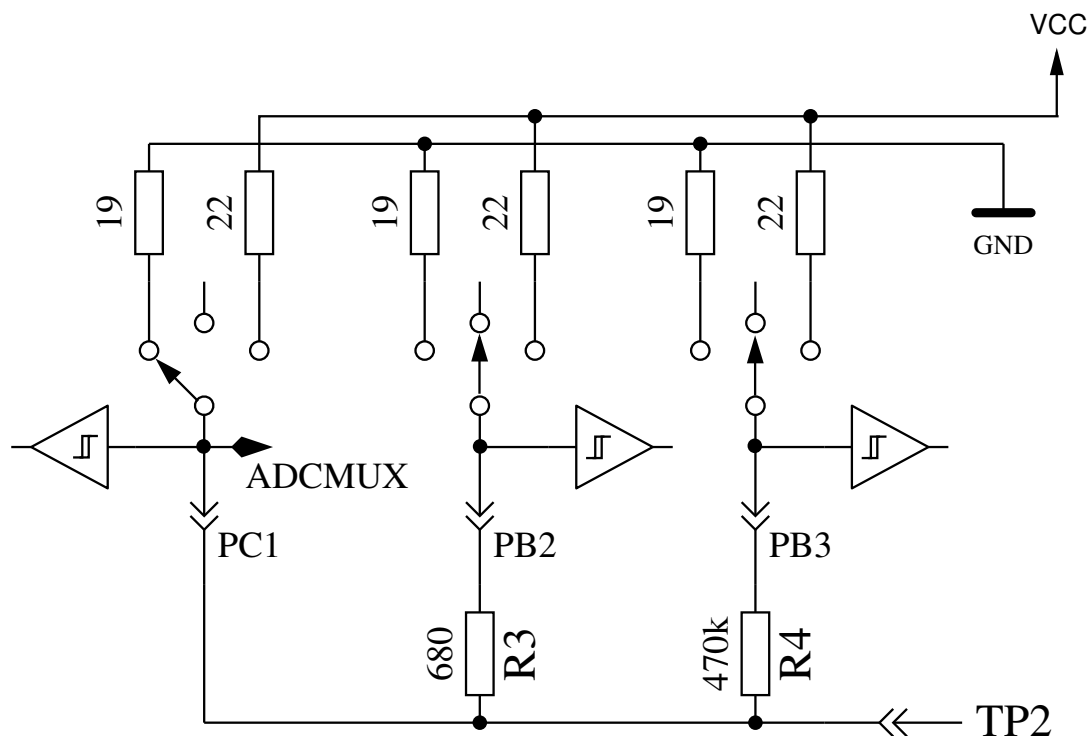 VCC
19
22
19
22
19
22
GND
ADCMUX
PC1
PB2
PB3
680
R3
470k
R4
TP2